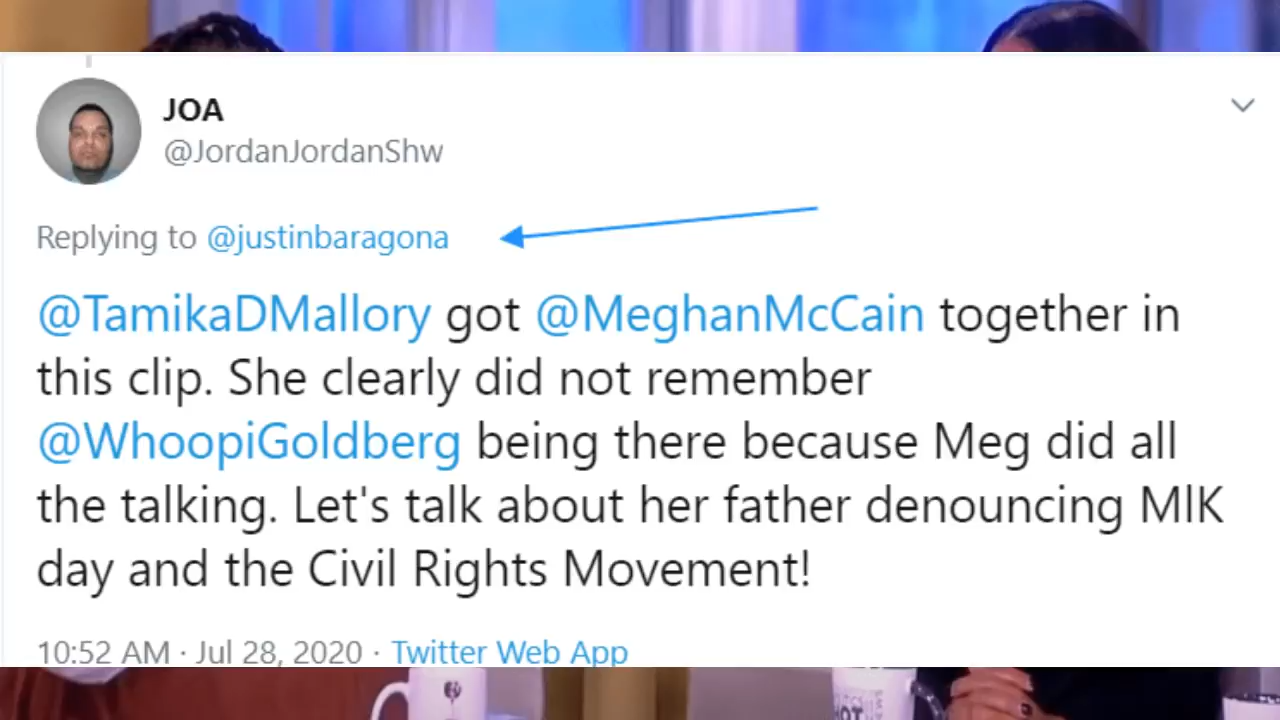 JOA
@JordanJordanShw
Replying to @justinbaragona
@TamikaDMallory got @MeghanMcCain together in
this clip. She clearly did not remember
@WhoopiGoldberg being there because Meg did all
the talking. Let's talk about her father denouncing MlK
day and the Civil Rights Movement!
10:52 AM · Jul 28, 2020 · Twitter Web App